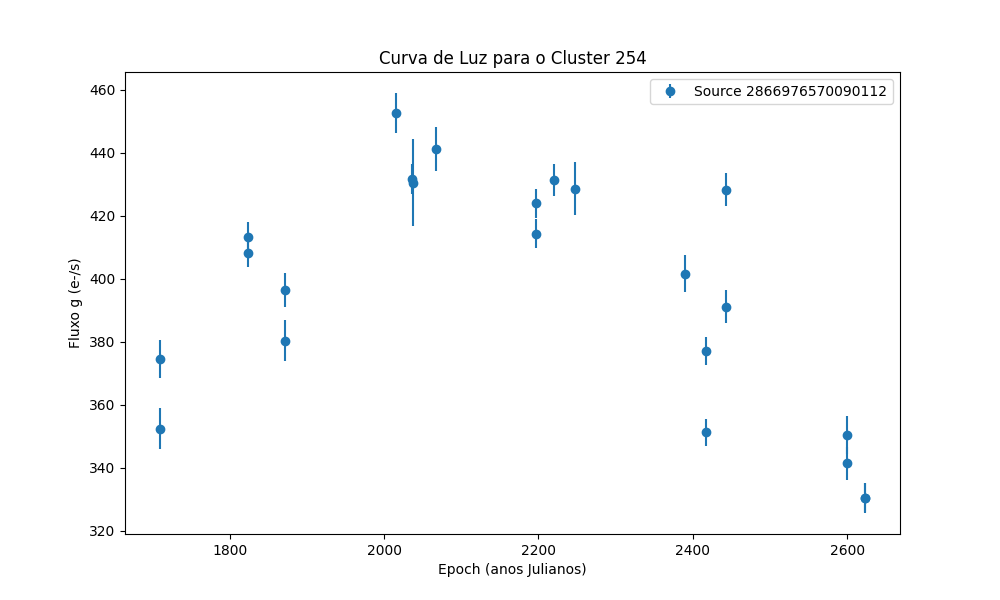 Curva de Luz para o Cluster 254
Source 2866976570090112
460
440
420
400
380
360
340
320
Fluxo g (e-/s)
1800 2000 2200 2400 2600
Epoch (anos Julianos)